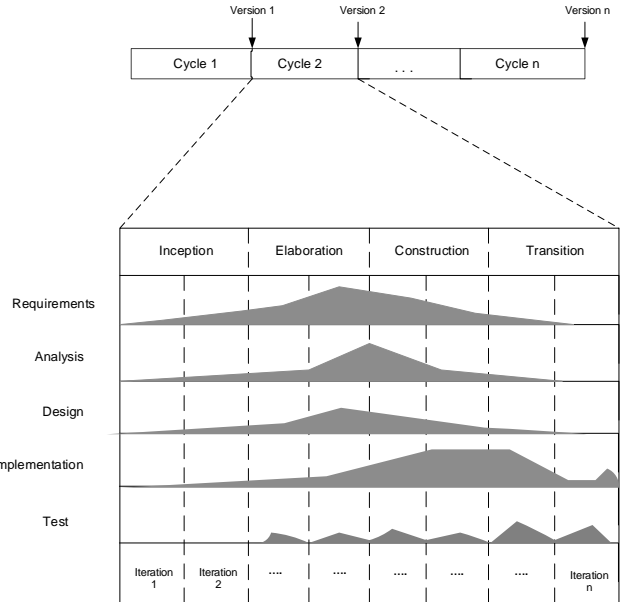 Version 1
Version 2
Version n
Cycle 1
Cycle 2
. . .
Cycle n
Inception
Elaboration
Construction
Transition
Requirements
Analysis
Design
mplementation
Test
Iteration
1
Iteration
2
....
....
....
....
....
Iteration
n